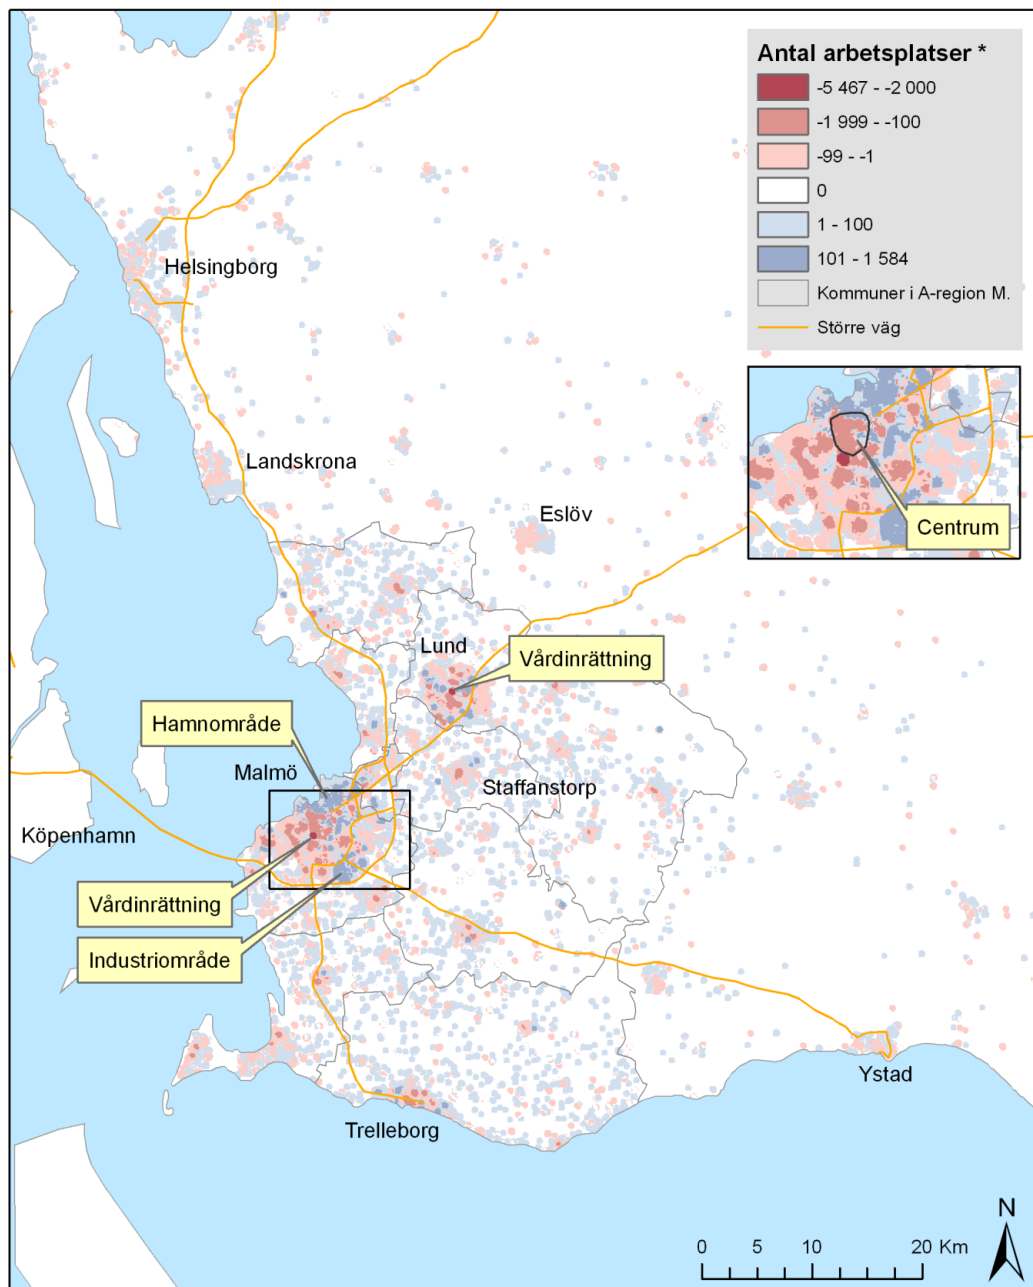 Antal arbetsplatser *
-5 467 - -2 000
-1 999 - -100
-99 - -1
0
1 - 100
101 - 1 584
Kommuner i A-region M.
Större väg
Helsingborg
Landskrona
Eslöv
Centrum
Lund
Vårdinrättning
Hamnområde
Malmö
Staffanstorp
Köpenhamn
Vårdinrättning
Industriområde
Ystad
Trelleborg
N
0 5 10 20 Km